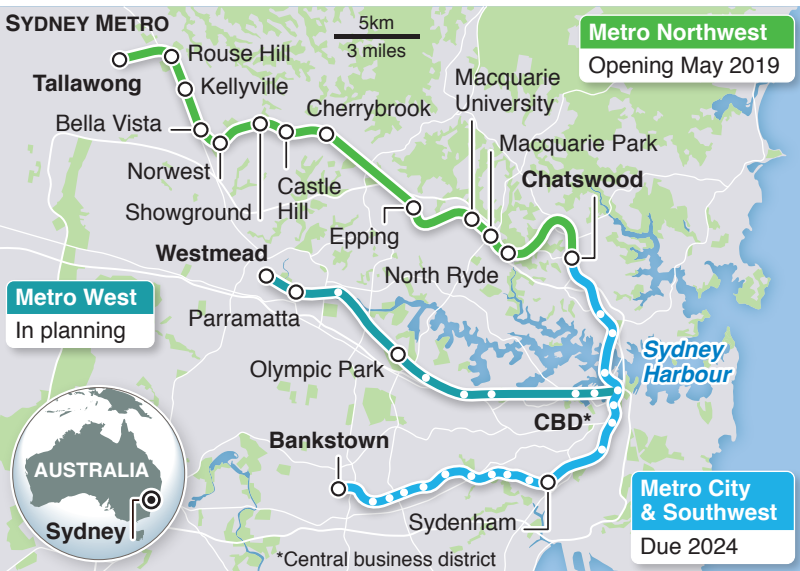 SYDNEY METRO
5km
3 miles
Metro Northwest
Opening May 2019
Rouse Hill
Tallawong
Kellyville
Macquarie
University
Cherrybrook
Bella Vista
Macquarie Park
Norwest
Castle
Hill
Chatswood
Showground
Epping
Westmead
North Ryde
Metro West
In planning
Parramatta
Sydney
Harbour
Olympic Park
CBD*
Bankstown
AUSTRALIA
Sydney
Metro City
& Southwest
Due 2024
Sydenham
*Central business district